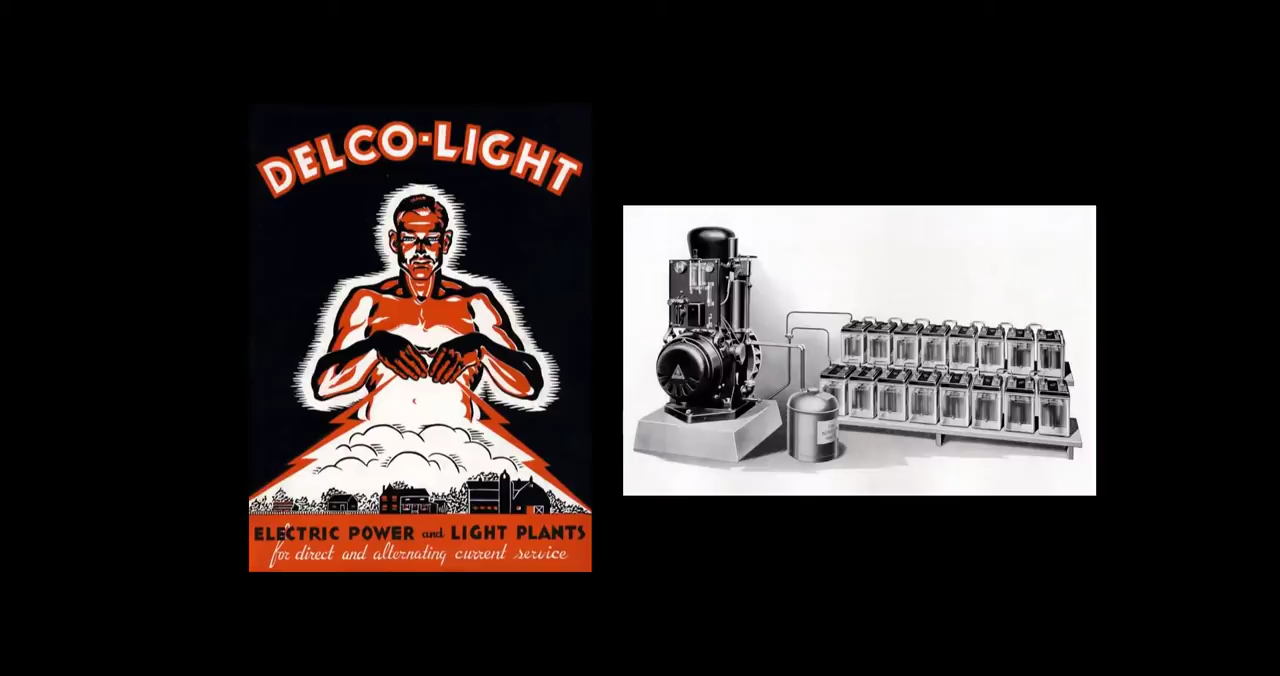 DELCO-LIGHT
ELECTRIC POWER and LIGHT PLANTS
for direct and alternating current service